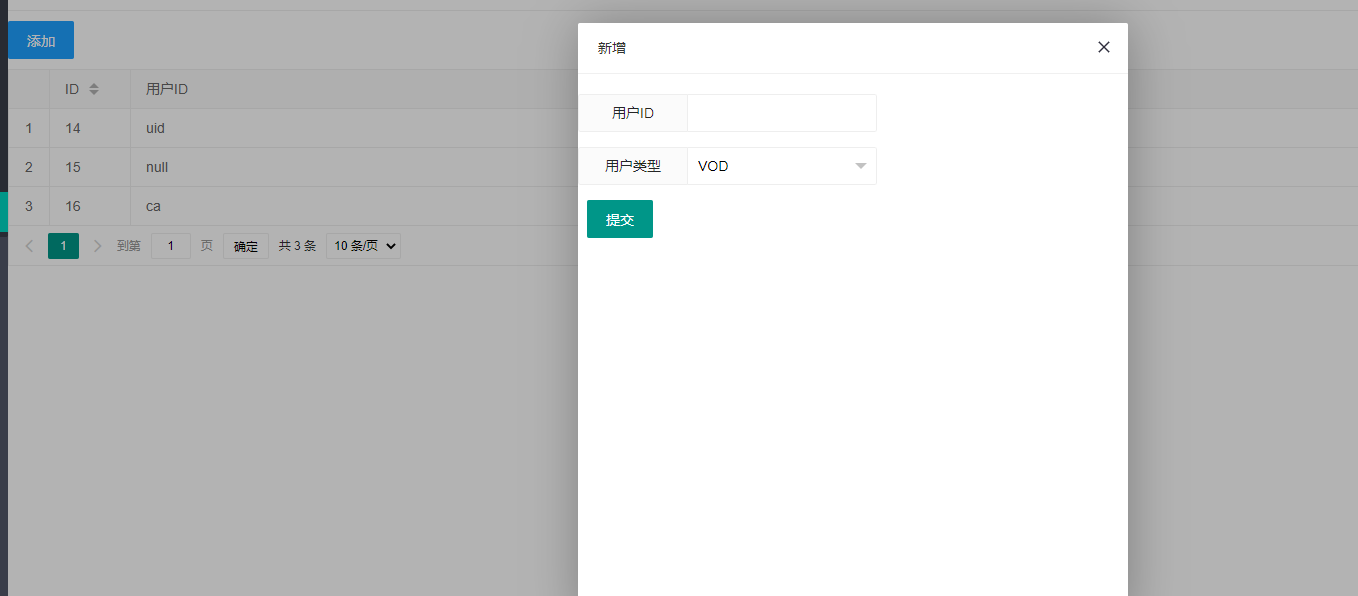 添加
ID 用户ID
1 14 uid
2 15 null
3 16 ca
1 到第 1 页 确定 共 3 条 10 条/页
新增
用户ID
用户类型 VOD
提交